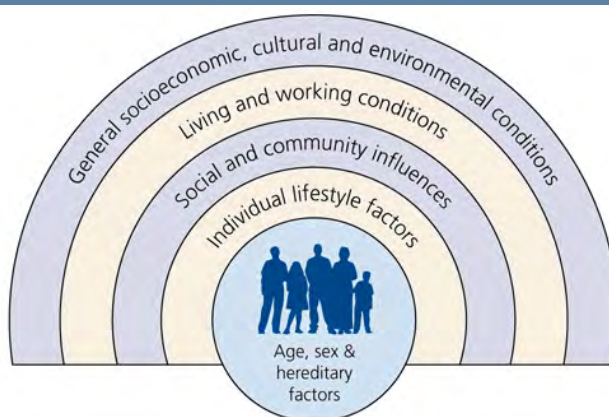 General socioeconomic, cultural and environmental conditions
Living and working conditions
Social and community influences
Individual lifestyle factors
Age, sex &
hereditary
factors